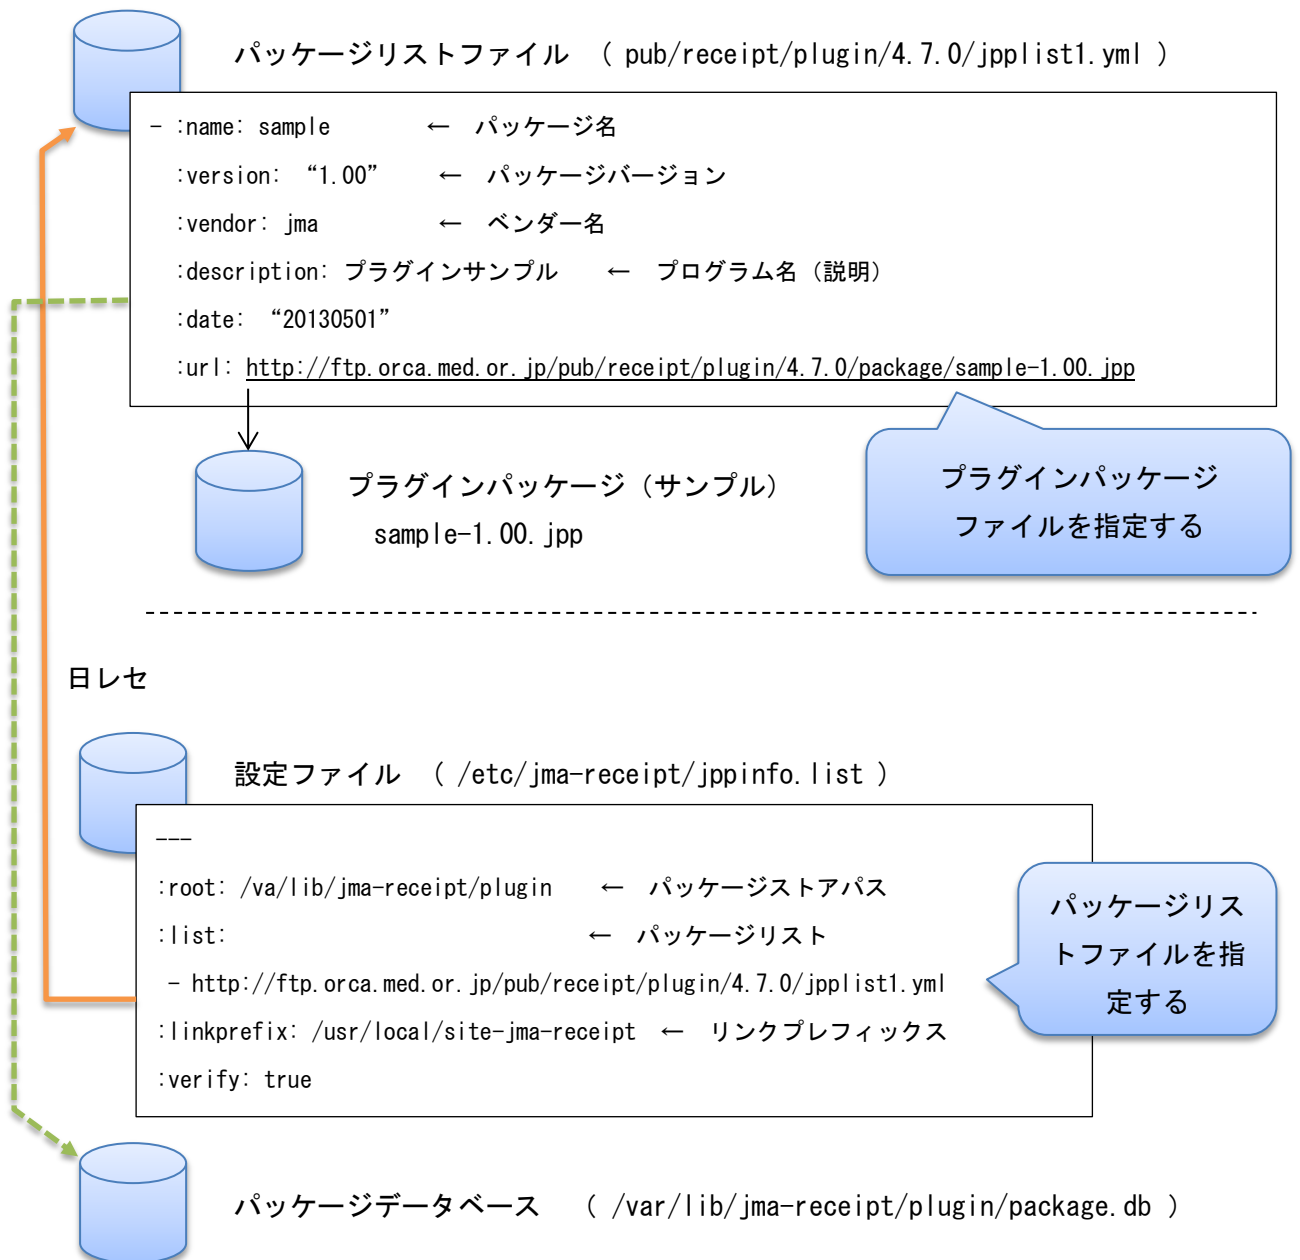 パッケージリストファイル （ pub/receipt/plugin/4.7.0/jpplist1.yml ）
- :name: sample ← パッケージ名
:version: “1.00” ← パッケージバージョン
:vendor: jma ← ベンダー名
:description: プラグインサンプル ← プログラム名（説明）
:date: “20130501”
:url: http://ftp.orca.med.or.jp/pub/receipt/plugin/4.7.0/package/sample-1.00.jpp
プラグインパッケージ
ファイルを指定する
プラグインパッケージ（サンプル）
sample-1.00.jpp
日レセ
設定ファイル （ /etc/jma-receipt/jppinfo.list ）
---
:root: /va/lib/jma-receipt/plugin ← パッケージストアパス
:list: ← パッケージリスト
- http://ftp.orca.med.or.jp/pub/receipt/plugin/4.7.0/jpplist1.yml
:linkprefix: /usr/local/site-jma-receipt ← リンクプレフィックス
:verify: true
パッケージリス
トファイルを指
定する
パッケージデータベース （ /var/lib/jma-receipt/plugin/package.db ）